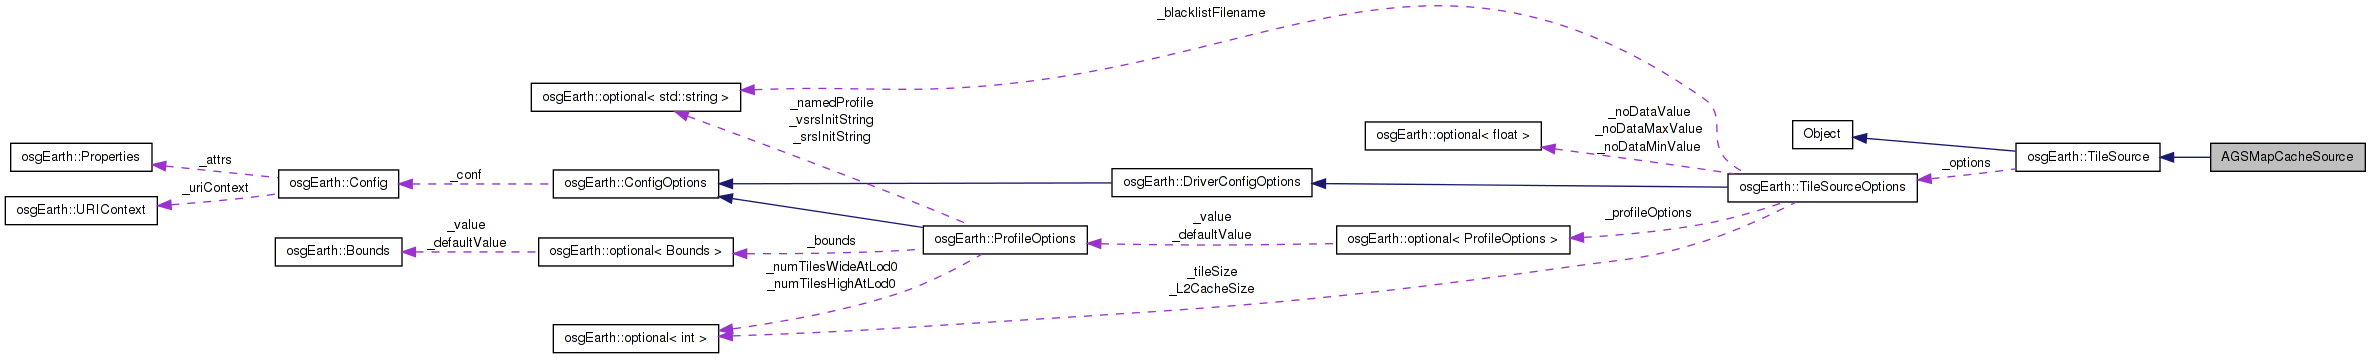 _blacklistFilename
osgEarth::optional< std::string >
_namedProfile
_vsrsInitString
_srsInitString
_noDataValue
_noDataMaxValue
_noDataMinValue
osgEarth::optional< float >
Object
osgEarth::Properties
_attrs
_uriContext
osgEarth::URIContext
osgEarth::Config
_conf
osgEarth::ConfigOptions
osgEarth::DriverConfigOptions
osgEarth::TileSourceOptions
_options
osgEarth::TileSource
AGSMapCacheSource
osgEarth::Bounds
_value
_defaultValue
osgEarth::optional< Bounds >
_bounds
osgEarth::ProfileOptions
_value
_defaultValue
osgEarth::optional< ProfileOptions >
_profileOptions
_numTilesWideAtLod0
_numTilesHighAtLod0
_tileSize
_L2CacheSize
osgEarth::optional< int >